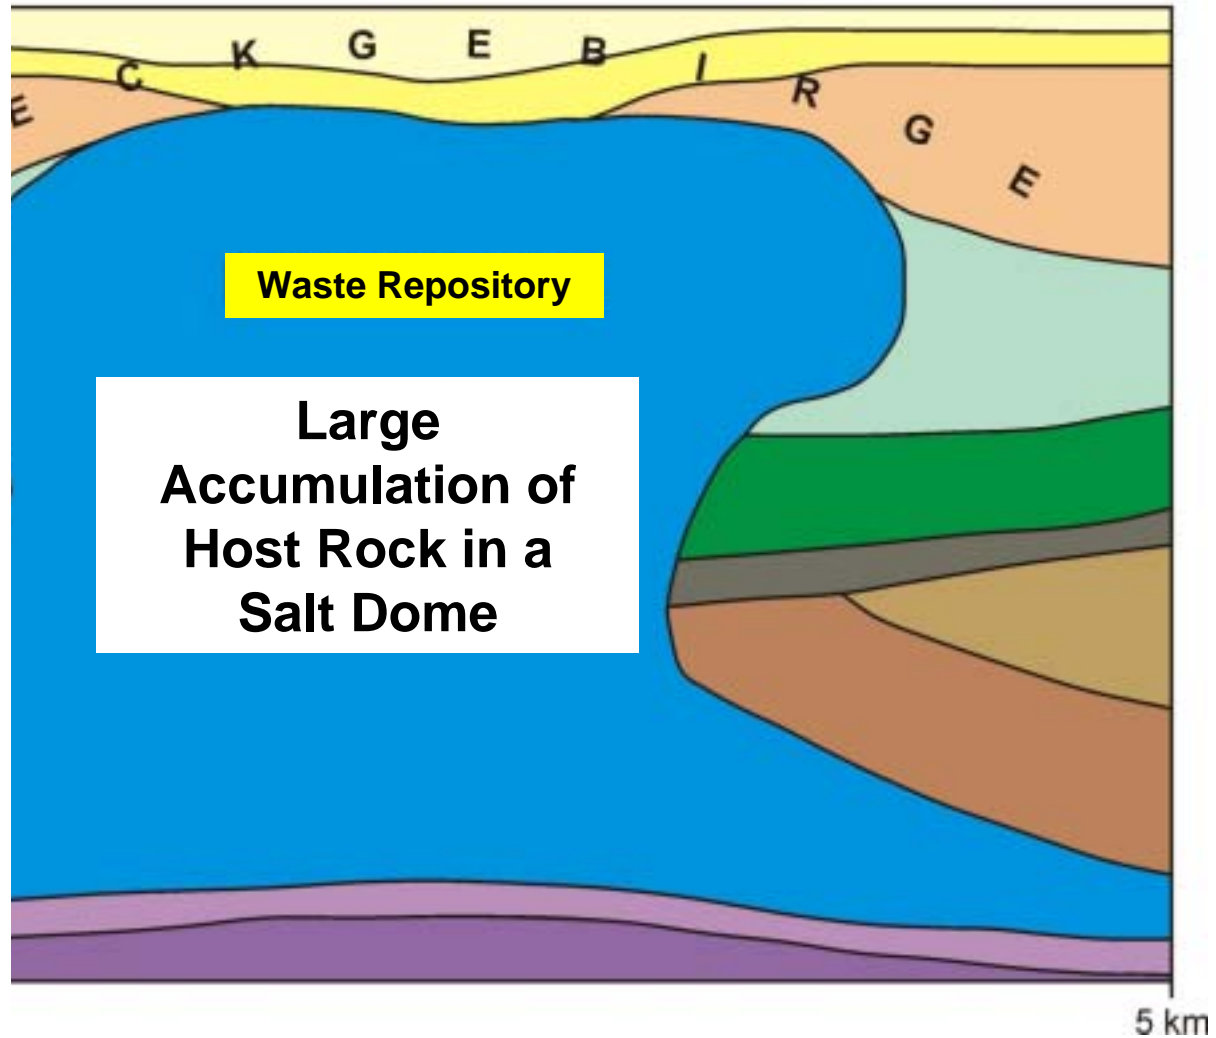 E C K G E B I R G E
Waste Repository
Large
Accumulation of
Host Rock in a
Salt Dome
5 km